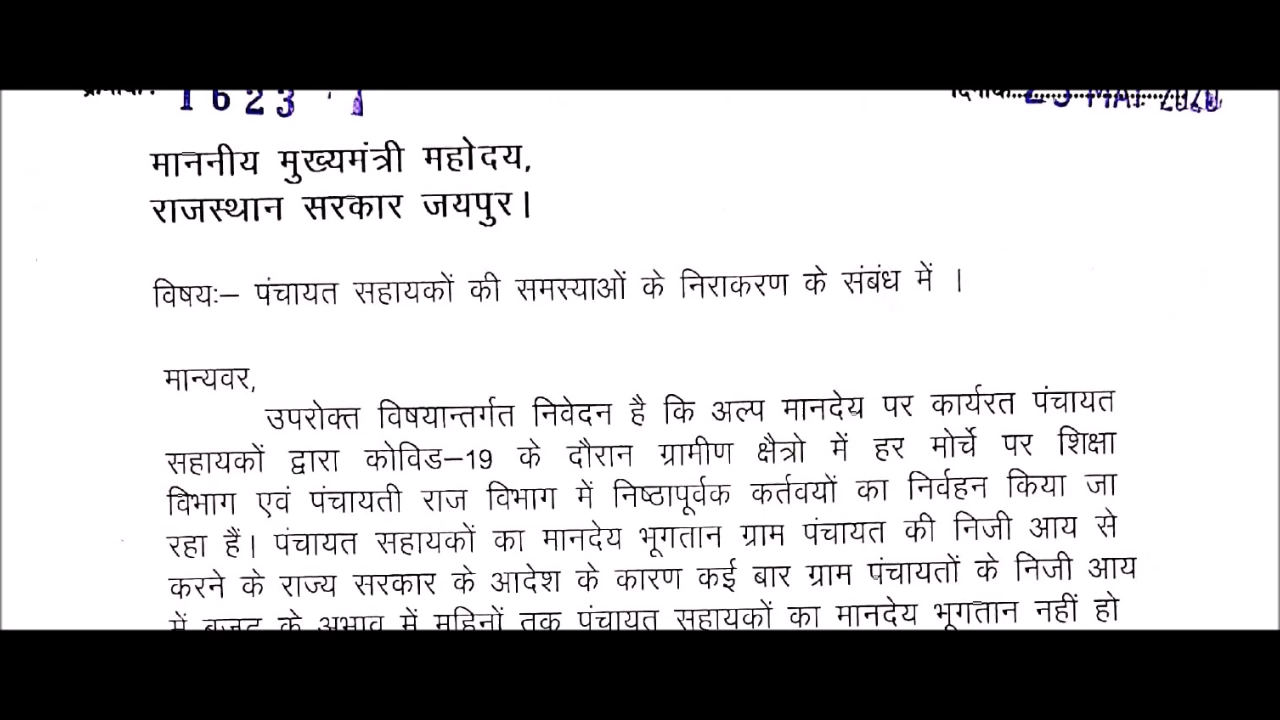 1623
दिनांक
MAI 2020
माननीय मुख्यमंत्री महोदय,
राजस्थान सरकार जयपुर।
विषयः– पंचायत सहायकों की समस्याओं के निराकरण के संबंध में ।
मान्यवर,
उपरोक्त विषयान्तर्गत निवेदन है कि अल्प मानदेय पर कार्यरत पंचायत
सहायकों द्वारा कोविड–19 के दौरान ग्रामीण क्षैत्रो में हर मोर्चे पर शिक्षा
विभाग एवं पंचायती राज विभाग में निष्ठापूर्वक कर्तवयों का निर्वहन किया जा
रहा हैं। पंचायत सहायकों का मानदेय भूगतान ग्राम पंचायत की निजी आय से
करने के राज्य सरकार के आदेश के कारण कई बार ग्राम पंचायतों के निजी आय
में बजट के अभाव में महिनों तक पंचायत सहायकों का मानदेय भूगतान नहीं हो